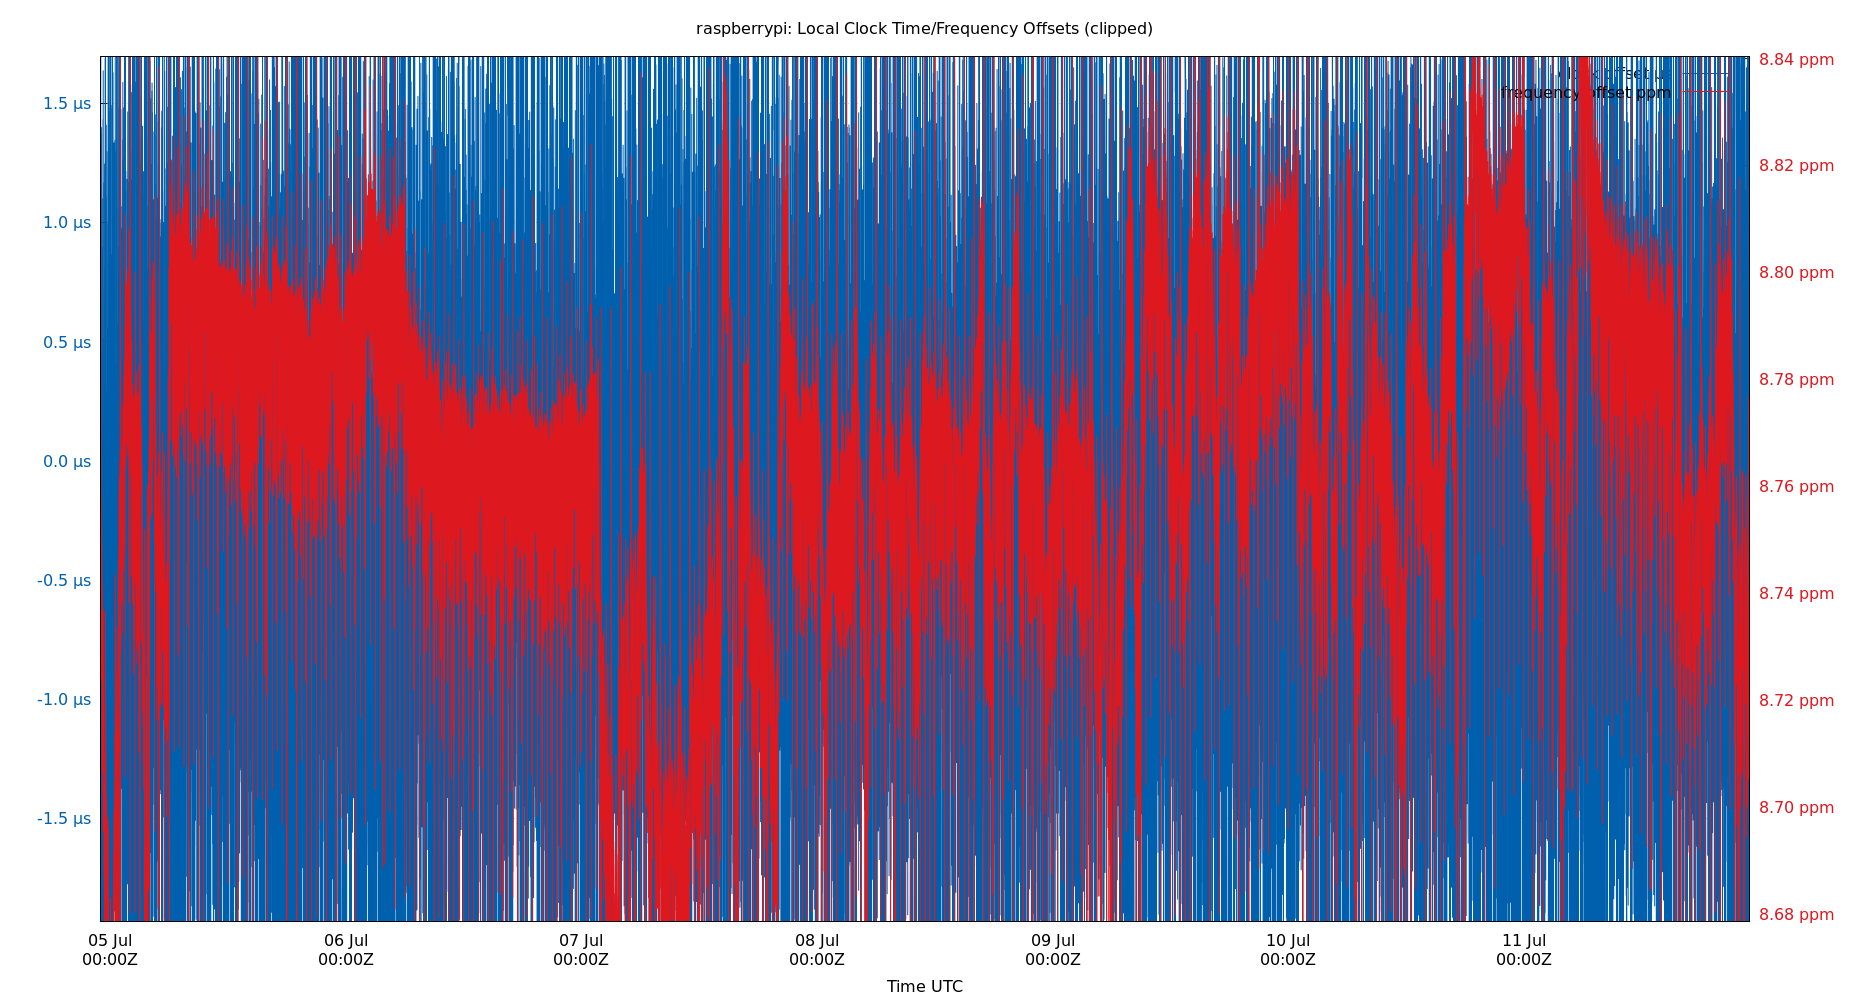 raspberrypi: Local Clock Time/Frequency Offsets (clipped)
8.84 ppm
clock offset µs
frequency offset ppm
1.5 µs
8.82 ppm
1.0 µs
8.80 ppm
0.5 µs
8.78 ppm
0.0 µs
8.76 ppm
-0.5 µs
8.74 ppm
-1.0 µs
8.72 ppm
-1.5 µs
8.70 ppm
8.68 ppm
05 Jul 06 Jul 07 Jul 08 Jul 09 Jul 10 Jul 11 Jul
00:00Z 00:00Z 00:00Z 00:00Z 00:00Z 00:00Z 00:00Z
Time UTC